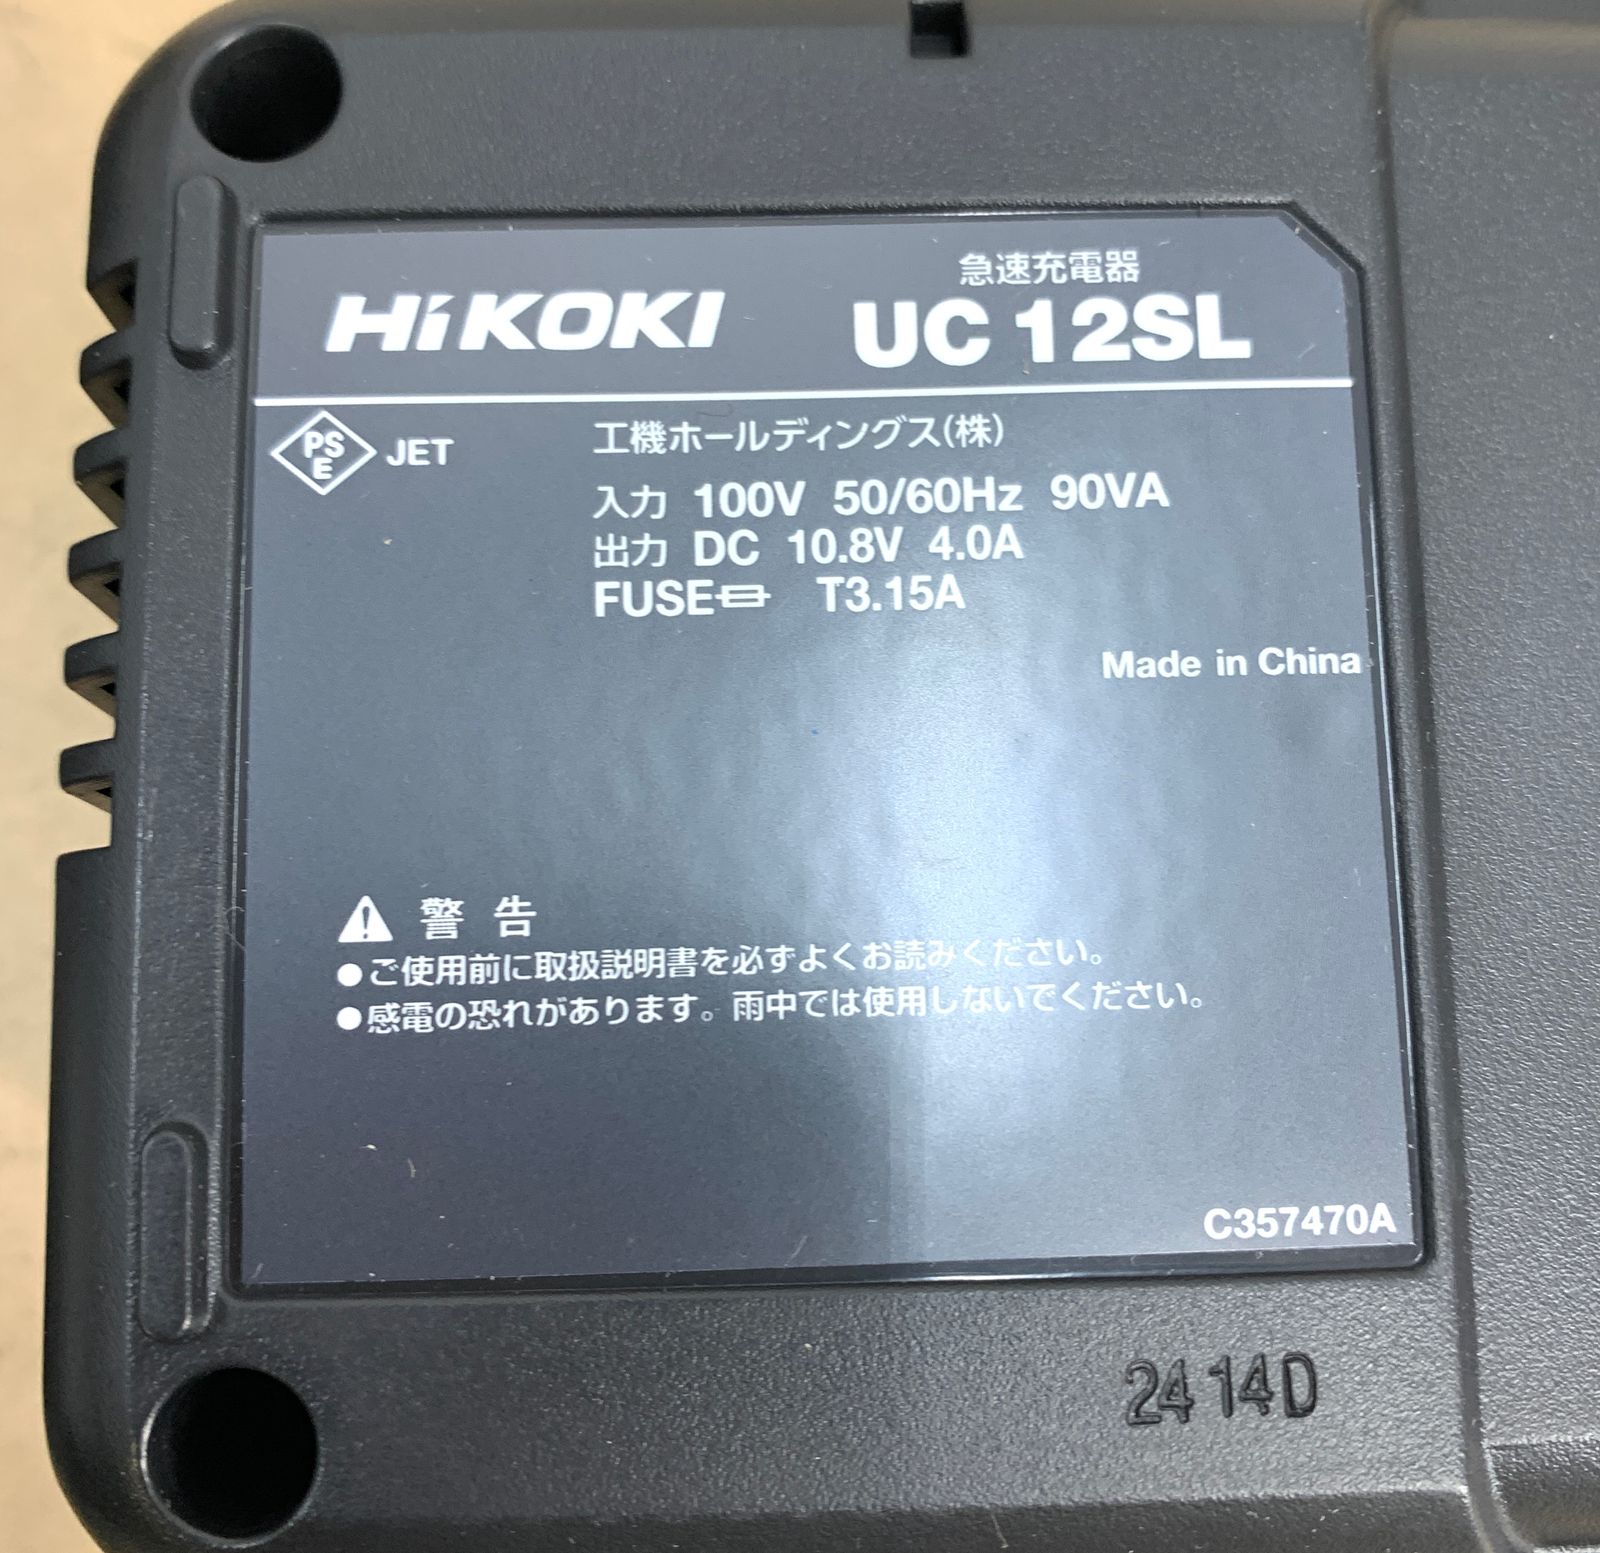 HiKOKI
急速充電器
UC 12SL
PS
E
JET
工機ホールディングス(株)
入力 100V 50/60Hz 90VA
出力 DC 10.8V 4.0A
FUSE T3.15A
Made in China
警告
●ご使用前に取扱説明書を必ずよくお読みください。
●感電の恐れがあります。雨中では使用しないでください。
C357470A
24 14D